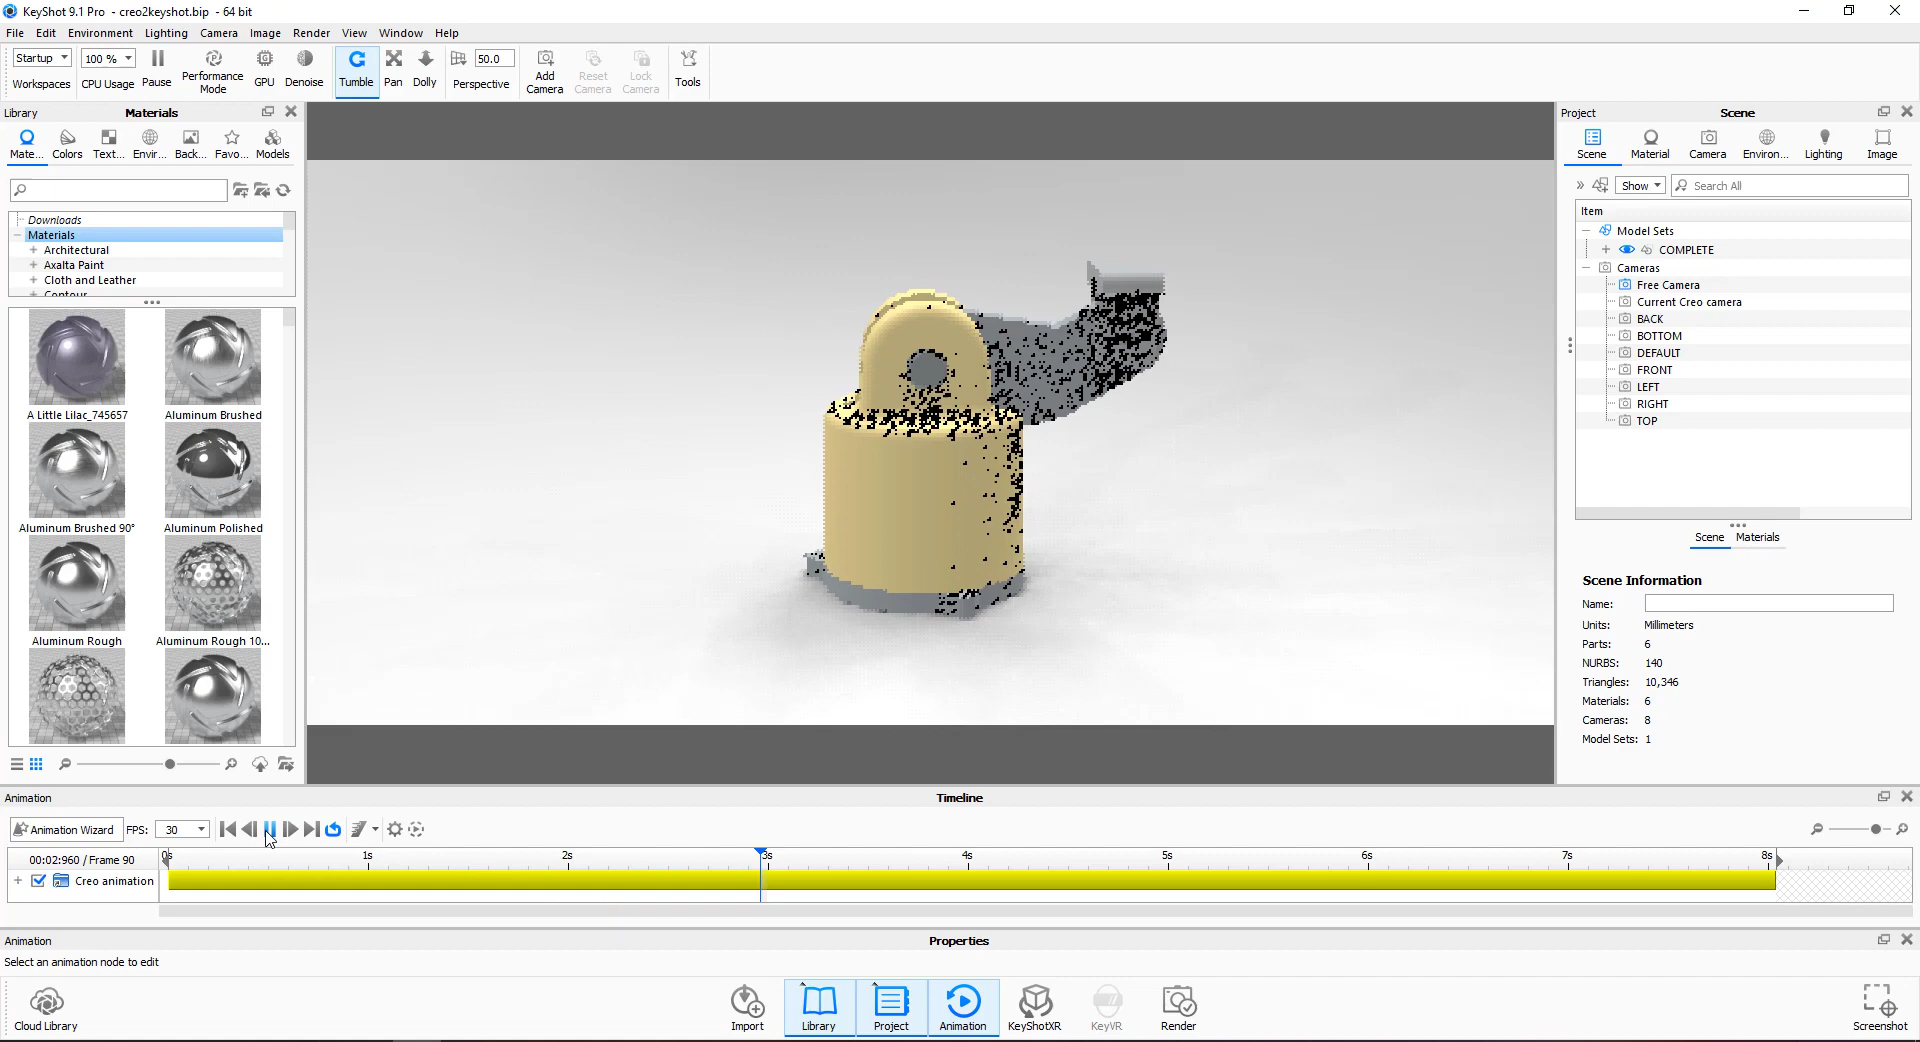 KeyShot 9.1 Pro - creo2keyshot.bip - 64 bit
File Edit Environment Lighting Camera Image Render View Window Help
Startup 100 % 50.0
Workspaces CPU Usage Pause Performance Mode GPU Denoise Tumble Pan Dolly Perspective Add Camera Reset Camera Lock Camera Tools
Library Materials
Mate... Colors Text... Envir... Back... Favo... Models
Downloads
Materials
Architectural
Axalta Paint
Cloth and Leather
Contour
A Little Lilac_745657 Aluminum Brushed
Aluminum Brushed 90° Aluminum Polished
Aluminum Rough Aluminum Rough 10...
Project Scene
Scene Material Camera Environ... Lighting Image
» Show Search All
Item
Model Sets
COMPLETE
Cameras
Free Camera
Current Creo camera
BACK
BOTTOM
DEFAULT
FRONT
LEFT
RIGHT
TOP
Scene Materials
Scene Information
Name:
Units: Millimeters
Parts: 6
NURBS: 140
Triangles: 10,346
Materials: 6
Cameras: 8
Model Sets: 1
Animation Timeline
Animation Wizard FPS: 30
00:02:960 / Frame 90 0s 1s 2s 3s 4s 5s 6s 7s 8s
Creo animation
Animation Properties
Select an animation node to edit
Cloud Library Import Library Project Animation KeyShotXR KeyVR Render Screenshot